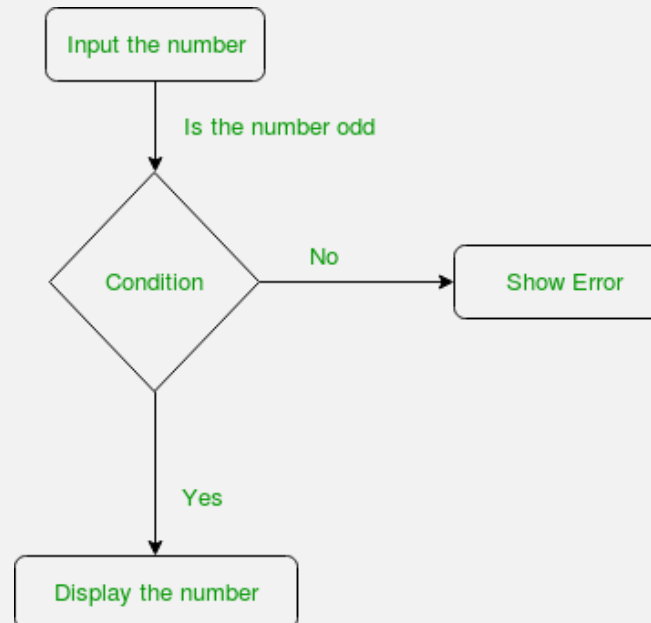 Input the number
Is the number odd
Condition
No
Show Error
Yes
Display the number